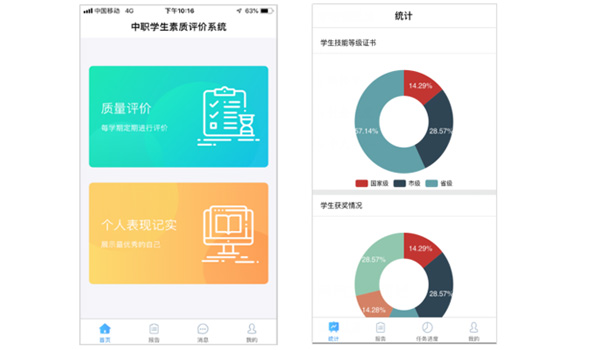 中国移动 4G 下午10:16 63%
中职学生素质评价系统
质量评价
每学期定期进行评价
个人表现记实
展示最优秀的自己
首页 报告 消息 我的
统计
学生技能等级证书
14.29%
57.14%
28.57%
国家级 市级 省级
学生获奖情况
28.57%
14.29%
28.57%
14.28%
统计 报告 任务进度 我的